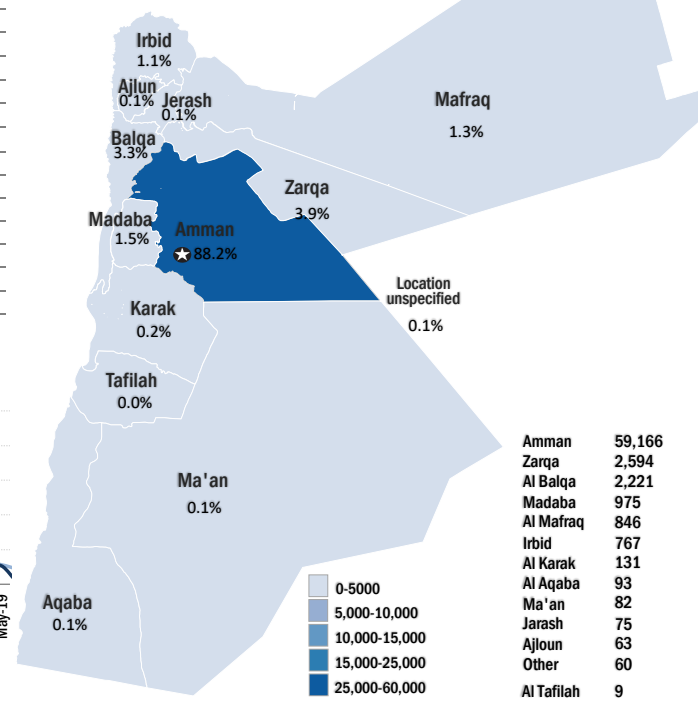 Irbid
1.1%
Ajlun
0.1%
Jerash
0.1%
Mafraq
1.3%
Balqa
3.3%
Zarqa
3.9%
Madaba
1.5%
Amman
88.2%
Location
unspecified
0.1%
Karak
0.2%
Tafilah
0.0%
Ma'an
0.1%
Aqaba
0.1%
May-19
0-5000
5,000-10,000
10,000-15,000
15,000-25,000
25,000-60,000
Amman 59,166
Zarqa 2,594
Al Balqa 2,221
Madaba 975
Al Mafraq 846
Irbid 767
Al Karak 131
Al Aqaba 93
Ma'an 82
Jarash 75
Ajloun 63
Other 60
Al Tafilah 9